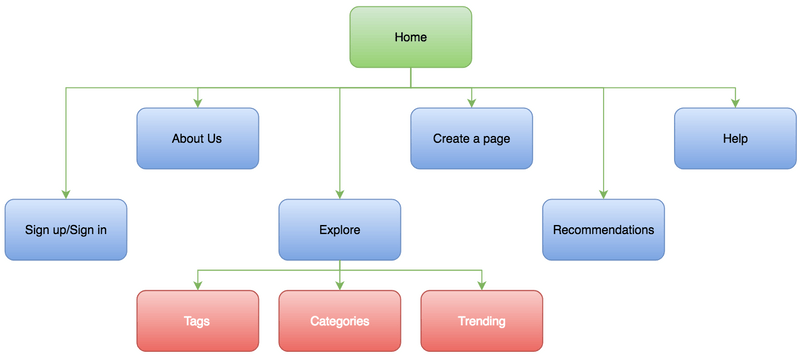 Home
About Us
Create a page
Help
Sign up/Sign in
Explore
Recommendations
Tags
Categories
Trending